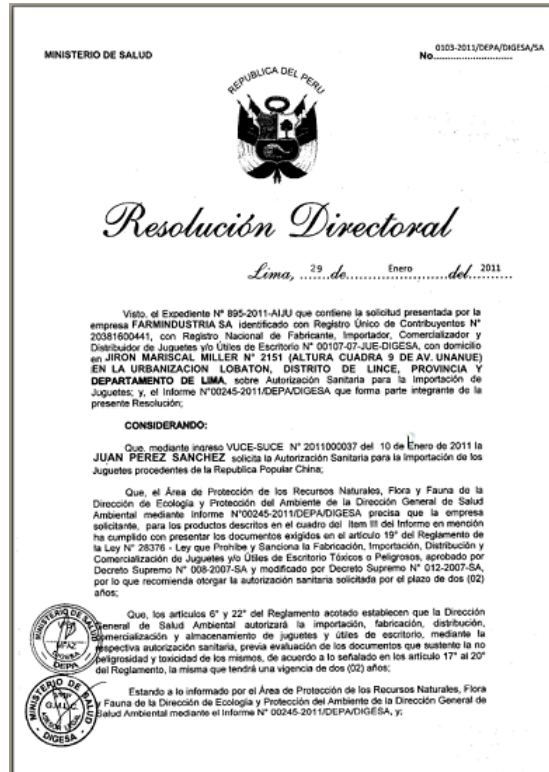 MINISTERIO DE SALUD
No. 0103-2011/DEPA/DIGESA/SA
REPUBLICA DEL PERU
Resolución Directoral
Lima, 29 de Enero del 2011
Visto, el Expediente N° 895-2011-AIJU que contiene la solicitud presentada por la
empresa FARMINDUSTRIA SA identificado con Registro Único de Contribuyentes N°
20381600441, con Registro Nacional de Fabricante, Importador, Comercializador y
Distribuidor de Juguetes y/o Útiles de Escritorio N° 00107-07-JUE-DIGESA, con domicilio
en JIRON MARISCAL MILLER N° 2151 (ALTURA CUADRA 9 DE AV. UNANUE)
EN LA URBANIZACION LOBATON, DISTRITO DE LINCE, PROVINCIA Y
DEPARTAMENTO DE LIMA, sobre Autorización Sanitaria para la Importación de
Juguetes; y, el Informe N°00245-2011/DEPA/DIGESA que forma parte integrante de la
presente Resolución;
CONSIDERANDO:
Que, mediante ingreso VUCE-SUCE N° 2011000037 del 10 de Enero de 2011 la
JUAN PEREZ SANCHEZ solicita la Autorización Sanitaria para la Importación de los
Juguetes procedentes de la Republica Popular China;
Que, el Área de Protección de los Recursos Naturales, Flora y Fauna de la
Dirección de Ecología y Protección del Ambiente de la Dirección General de Salud
Ambiental mediante Informe N°00245-2011/DEPA/DIGESA precisa que la empresa
solicitante, para los productos descritos en el cuadro del Item III del Informe en mención
ha cumplido con presentar los documentos exigidos en el artículo 19° del Reglamento de
la Ley N° 28376 - Ley que Prohíbe y Sanciona la Fabricación, Importación, Distribución y
Comercialización de Juguetes y/o Útiles de Escritorio Tóxicos o Peligrosos, aprobado por
Decreto Supremo N° 008-2007-SA y modificado por Decreto Supremo N° 012-2007-SA,
por lo que recomienda otorgar la autorización sanitaria solicitada por el plazo de dos (02)
años;
Que, los artículos 6° y 22° del Reglamento acotado establecen que la Dirección
General de Salud Ambiental autorizará la importación, fabricación, distribución,
comercialización y almacenamiento de juguetes y útiles de escritorio, mediante la
respectiva autorización sanitaria, previa evaluación de los documentos que sustente la no
peligrosidad y toxicidad de los mismos, de acuerdo a lo señalado en los artículo 17° al 20°
del Reglamento, la misma que tendrá una vigencia de dos (02) años;
MINISTERIO DE SALUD
DEPA
Estando a lo informado por el Área de Protección de los Recursos Naturales, Flora
y Fauna de la Dirección de Ecología y Protección del Ambiente de la Dirección General de
Salud Ambiental mediante el Informe N° 00245-2011/DEPA/DIGESA, y;
MINISTERIO DE SALUD
DIGESA